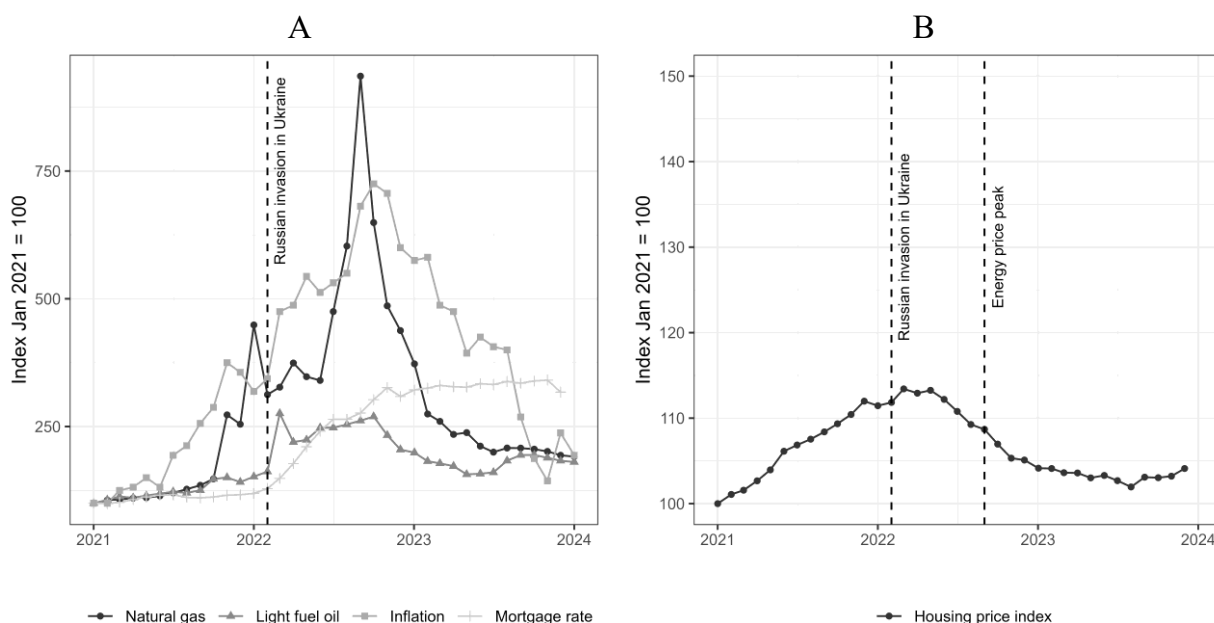 A
Index Jan 2021 = 100
750
500
250
Russian invasion in Ukraine
2021 2022 2023 2024
Natural gas Light fuel oil Inflation Mortgage rate
B
Index Jan 2021 = 100
150
140
130
120
110
100
Russian invasion in Ukraine
Energy price peak
2021 2022 2023 2024
Housing price index